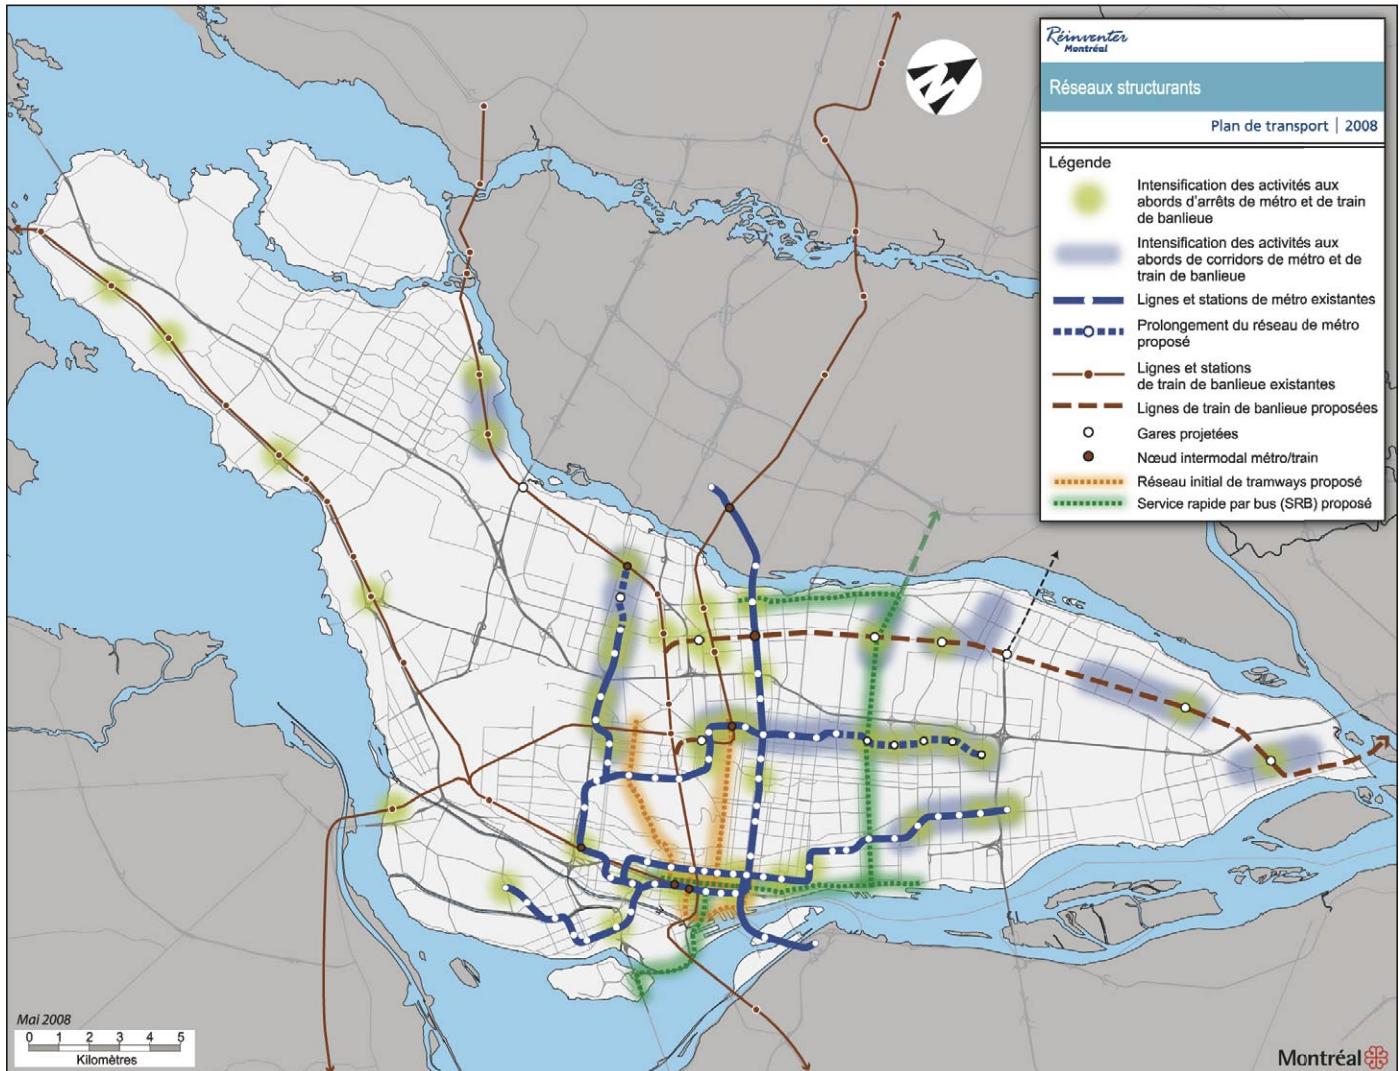 Réinventer
Montréal
Réseaux structurants
Plan de transport | 2008
Légende
Intensification des activités aux
abords d'arrêts de métro et de train
de banlieue
Intensification des activités aux
abords de corridors de métro et de
train de banlieue
Lignes et stations de métro existantes
Prolongement du réseau de métro
proposé
Lignes et stations
de train de banlieue existantes
Lignes de train de banlieue proposées
Gares projetées
Nœud intermodal métro/train
Réseau initial de tramways proposé
Service rapide par bus (SRB) proposé
Mai 2008
0 1 2 3 4 5
Kilomètres
Montréal